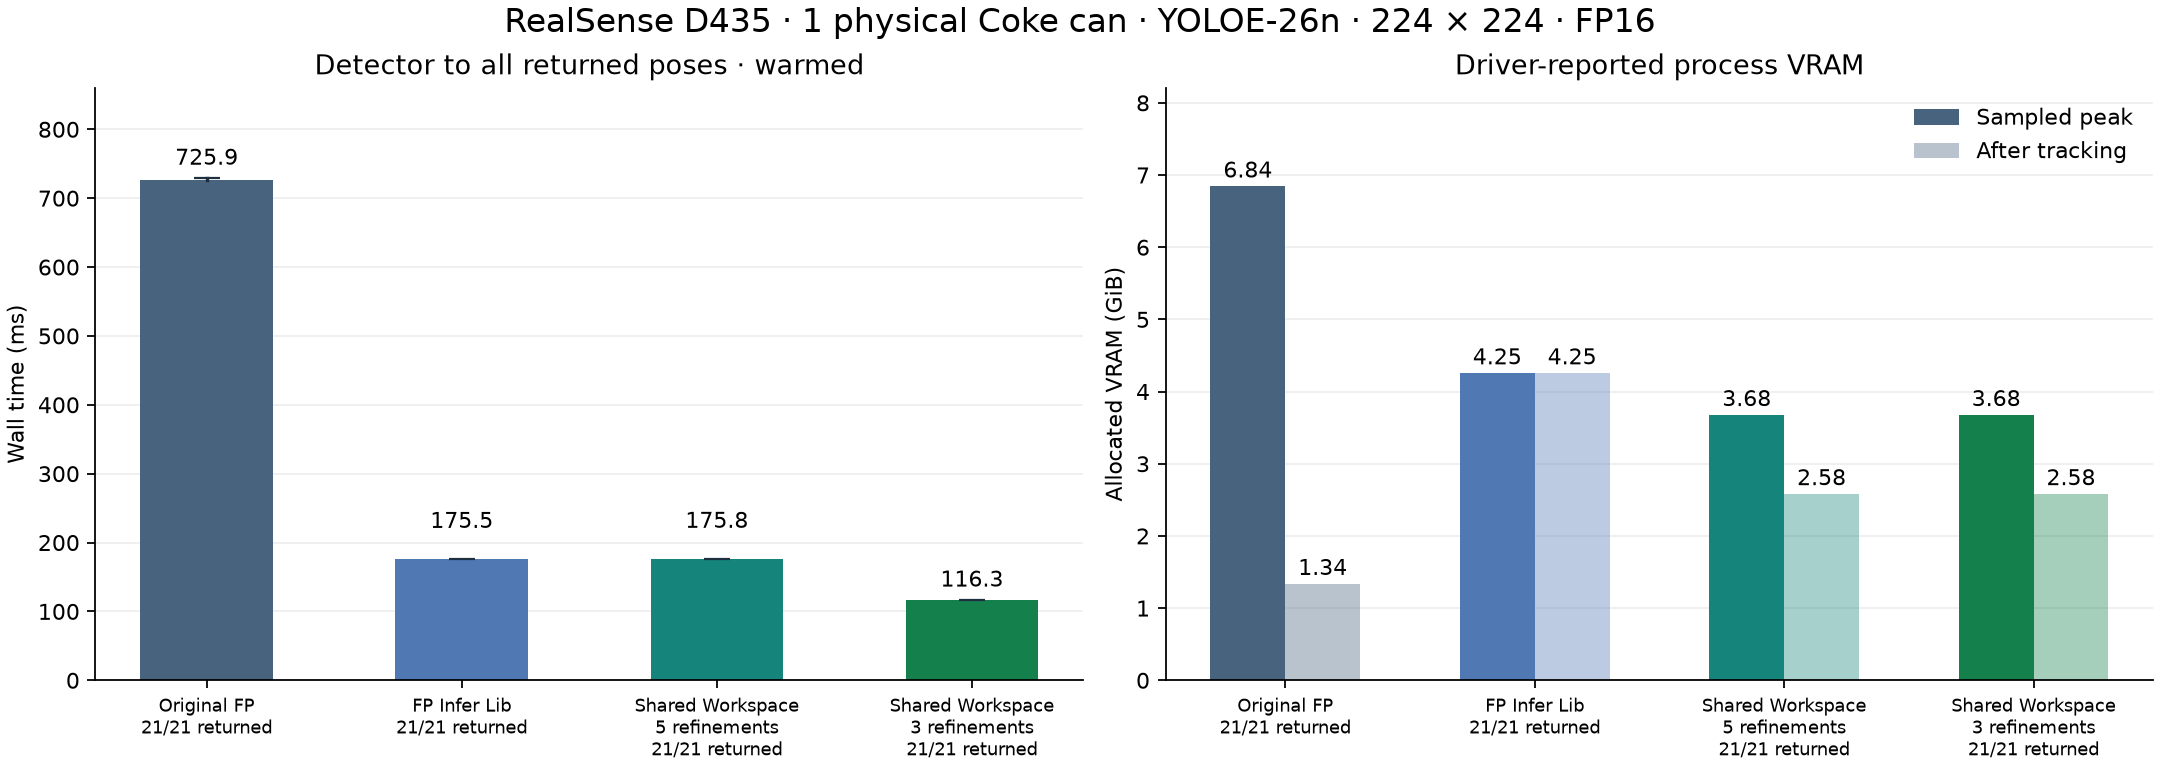 RealSense D435 · 1 physical Coke can · YOLOE-26n · 224 × 224 · FP16
Detector to all returned poses · warmed
Wall time (ms)
800
700
600
500
400
300
200
100
0
725.9
175.5
175.8
116.3
Original FP
21/21 returned
FP Infer Lib
21/21 returned
Shared Workspace
5 refinements
21/21 returned
Shared Workspace
3 refinements
21/21 returned
Driver-reported process VRAM
Allocated VRAM (GiB)
8
7
6
5
4
3
2
1
0
Sampled peak
After tracking
6.84
1.34
4.25
4.25
3.68
2.58
3.68
2.58
Original FP
21/21 returned
FP Infer Lib
21/21 returned
Shared Workspace
5 refinements
21/21 returned
Shared Workspace
3 refinements
21/21 returned